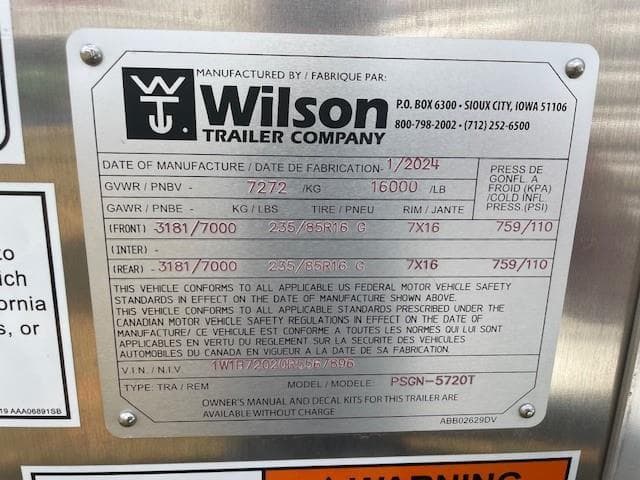 MANUFACTURED BY / FABRIQUE PAR:
Wilson
TRAILER COMPANY
P.O. BOX 6300 • SIOUX CITY, IOWA 51106
800-798-2002 • (712) 252-6500
DATE OF MANUFACTURE / DATE DE FABRICATION- 1/2024
GVWR / PNBV - 7272 /KG 16000 /LB
PRESS DE
GONFL. A
FROID (KPA)
/COLD INFL.
PRESS.(PSI)
GAWR / PNBE - KG / LBS TIRE / PNEU RIM / JANTE
(FRONT) -3181/7000 235/85R16 G 7X16 759/110
(INTER) -
(REAR) -3181/7000 235/85R16 G 7X16 759/110
THIS VEHICLE CONFORMS TO ALL APPLICABLE US FEDERAL MOTOR VEHICLE SAFETY
STANDARDS IN EFFECT ON THE DATE OF MANUFACTURE SHOWN ABOVE.
THIS VEHICLE CONFORMS TO ALL APPLICABLE STANDARDS PRESCRIBED UNDER THE
CANADIAN MOTOR VEHICLE SAFETY REGULATIONS IN EFFECT ON THE DATE OF
MANUFACTURE/ CE VEHICULE EST CONFORME A TOUTES LES NORMES QUI LUI SONT
APPLICABLES EN VERTU DU REGLEMENT SUR LA SECURITE DES VEHICULES
AUTOMOBILES DU CANADA EN VIGUEUR A LA DATE DE SA FABRICATION.
V.I.N. / N.I.V.
TYPE: TRA / REM MODEL / MODELE: PSGN-5720T
OWNER'S MANUAL AND DECAL KITS FOR THIS TRAILER ARE
AVAILABLE WITHOUT CHARGE
ABB02629DV
to
ich
fornia
s, or
19 AAA06891SB
WARNING